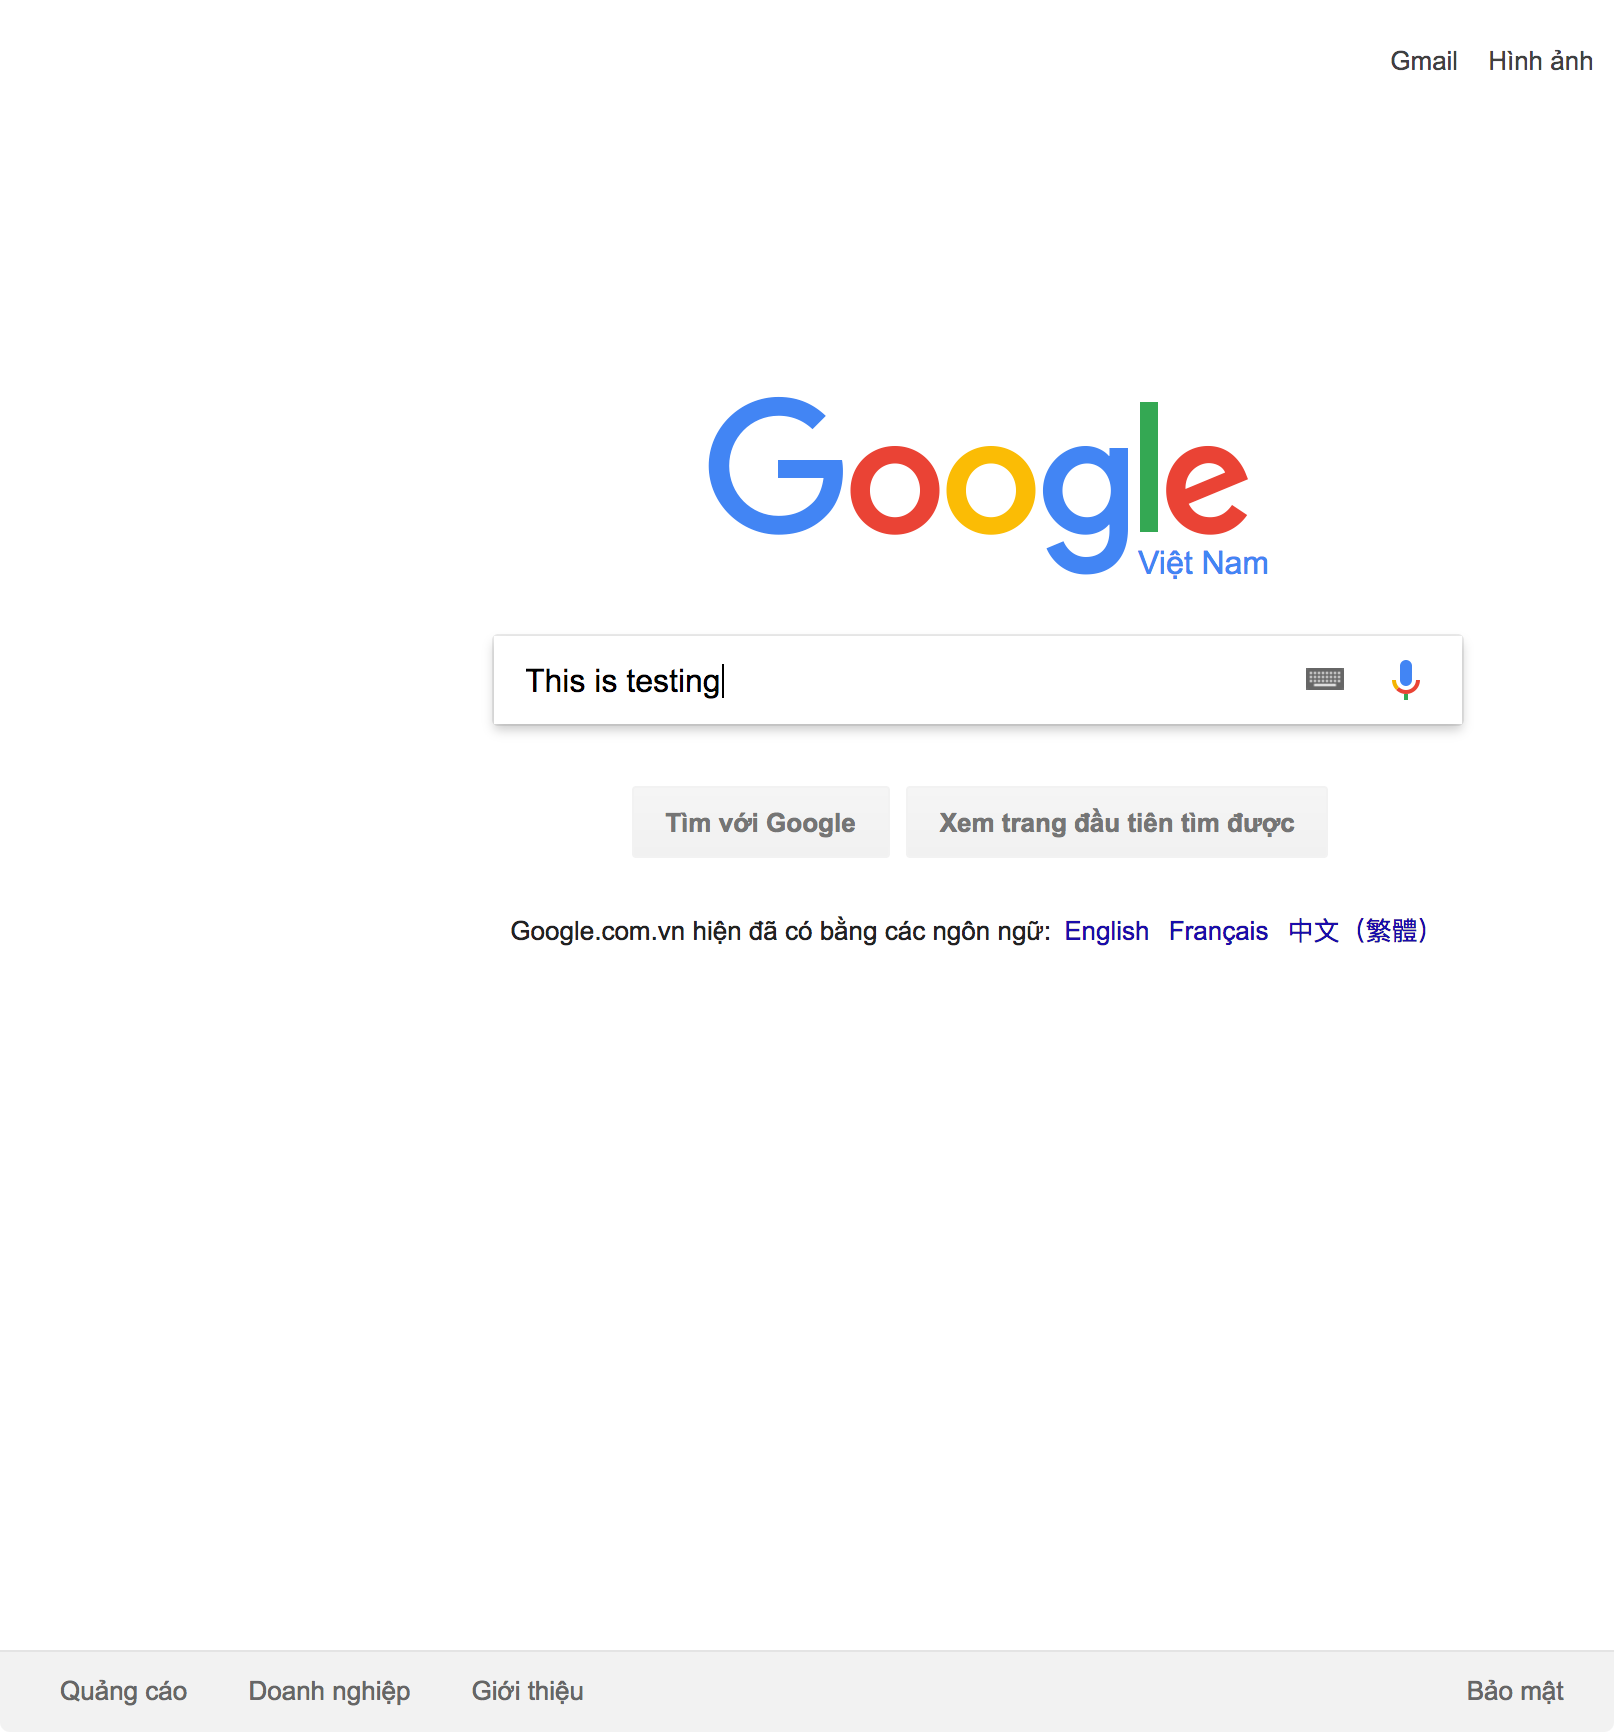 Gmail Hình ảnh
Google
Việt Nam
This is testing
Tìm với Google Xem trang đầu tiên tìm được
Google.com.vn hiện đã có bằng các ngôn ngữ: English Français 中文（繁體）
Quảng cáo Doanh nghiệp Giới thiệu Bảo mật